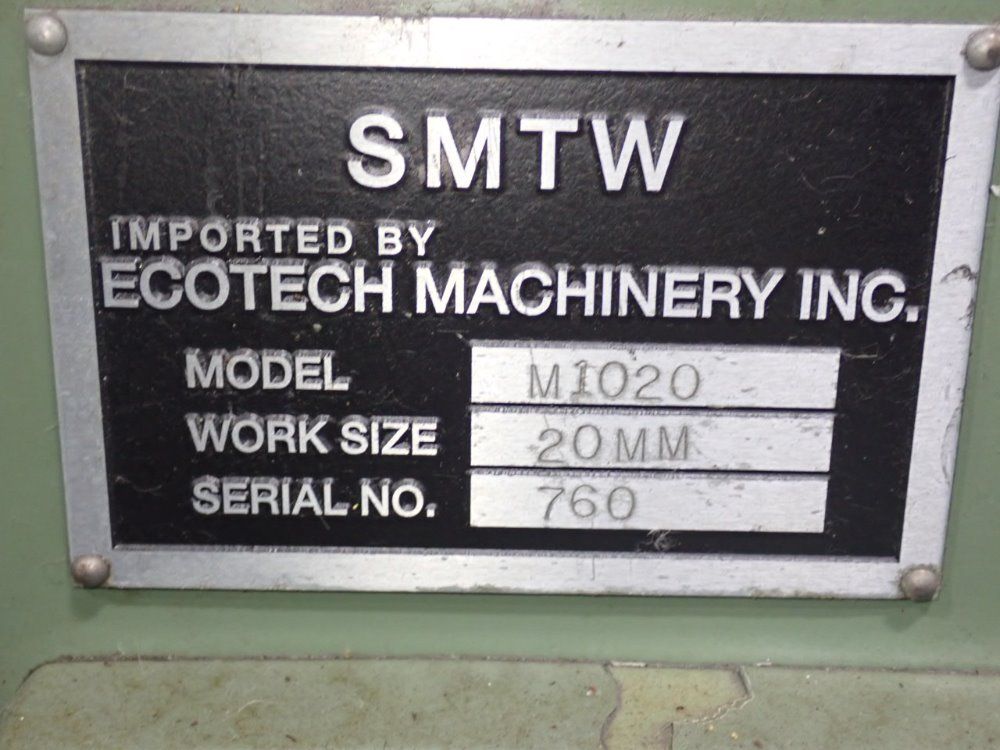 SMTW
IMPORTED BY
ECOTECH MACHINERY INC.
MODEL M1020
WORK SIZE 20MM
SERIAL NO. 760